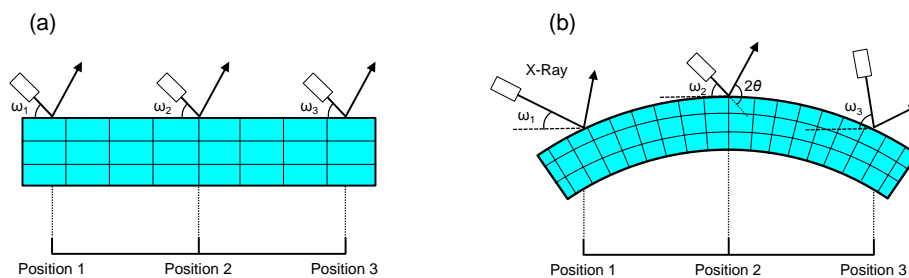 (a)
ω1
ω2
ω3
Position 1
Position 2
Position 3
(b)
X-Ray
ω1
ω2
2θ
ω3
Position 1
Position 2
Position 3